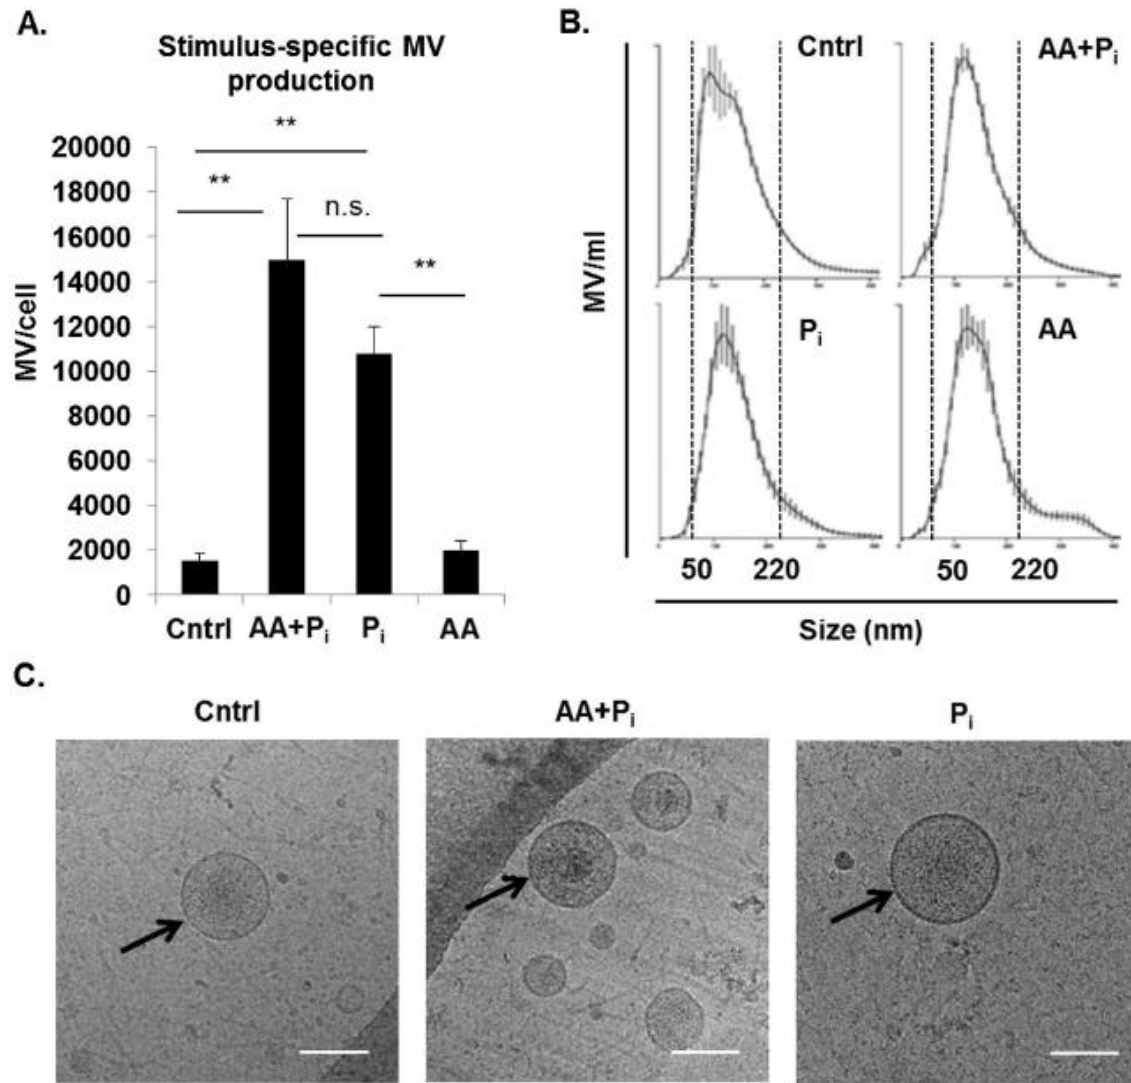 A.
Stimulus-specific MV
production
**
**
n.s.
**
20000
18000
16000
14000
12000
10000
8000
6000
4000
2000
0
MV/cell
Cntrl AA+Pi Pi AA
B.
Cntrl AA+Pi
Pi AA
MV/ml
50 220 50 220
Size (nm)
C.
Cntrl AA+Pi Pi